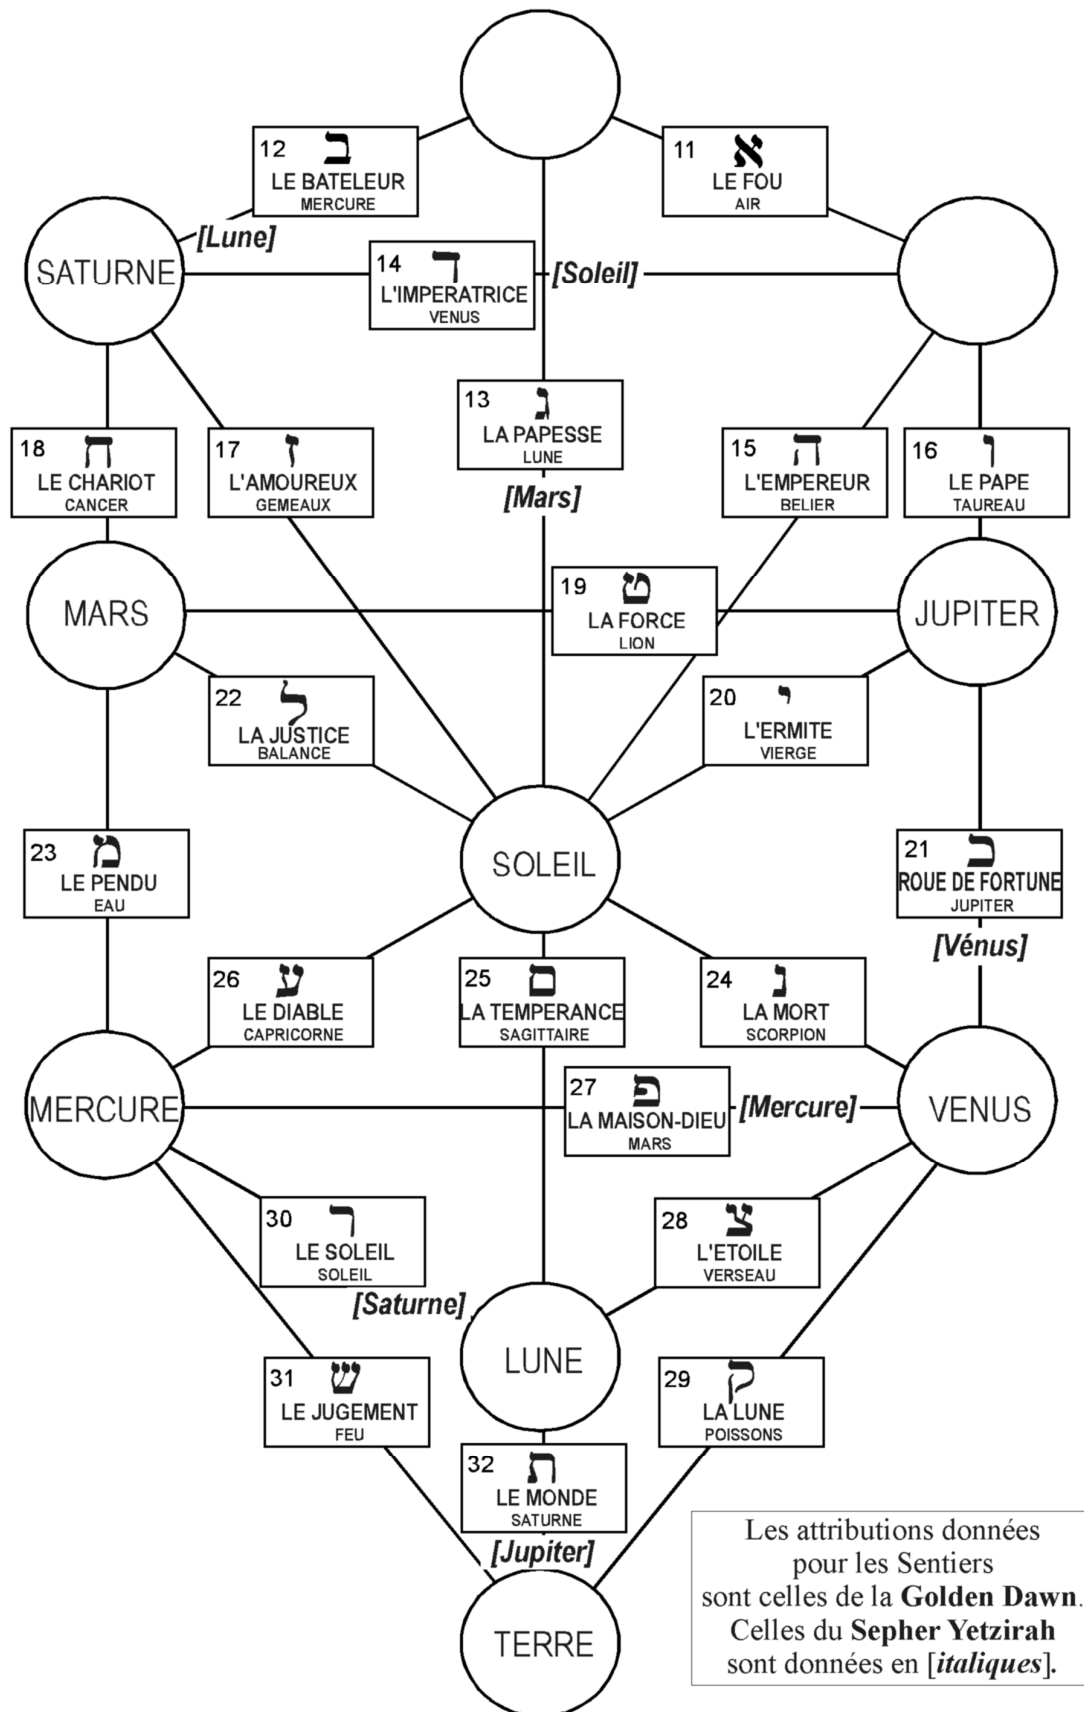 12 ב
LE BATELEUR
MERCURE
11 א
LE FOU
AIR
[Lune]
SATURNE
14 ד
L'IMPERATRICE
VENUS
[Soleil]
13 ג
LA PAPESSE
LUNE
[Mars]
18 ח
LE CHARIOT
CANCER
17 ז
L'AMOUREUX
GEMEAUX
15 ה
L'EMPEREUR
BELIER
16 ו
LE PAPE
TAUREAU
MARS
19 ט
LA FORCE
LION
JUPITER
22 ל
LA JUSTICE
BALANCE
20 י
L'ERMITE
VIERGE
23 מ
LE PENDU
EAU
SOLEIL
21 כ
ROUE DE FORTUNE
JUPITER
[Vénus]
26 ע
LE DIABLE
CAPRICORNE
25 ם
LA TEMPERANCE
SAGITTAIRE
24 נ
LA MORT
SCORPION
MERCURE
27 פ
LA MAISON-DIEU
MARS
[Mercure]
VENUS
30 ר
LE SOLEIL
SOLEIL
28 צ
L'ETOILE
VERSEAU
[Saturne]
LUNE
31 ש
LE JUGEMENT
FEU
29 ק
LA LUNE
POISSONS
32 ת
LE MONDE
SATURNE
[Jupiter]
TERRE
Les attributions données
pour les Sentiers
sont celles de la Golden Dawn.
Celles du Sepher Yetzirah
sont données en [italiques].